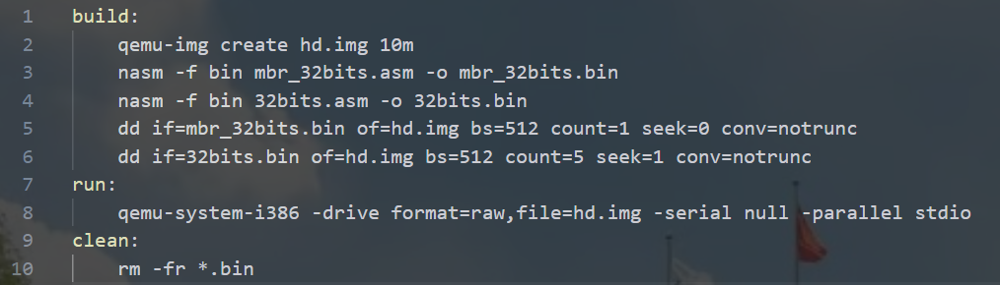 1 build:
2 qemu-img create hd.img 10m
3 nasm -f bin mbr_32bits.asm -o mbr_32bits.bin
4 nasm -f bin 32bits.asm -o 32bits.bin
5 dd if=mbr_32bits.bin of=hd.img bs=512 count=1 seek=0 conv=notrunc
6 dd if=32bits.bin of=hd.img bs=512 count=5 seek=1 conv=notrunc
7 run:
8 qemu-system-i386 -drive format=raw,file=hd.img -serial null -parallel stdio
9 clean:
10 rm -fr *.bin